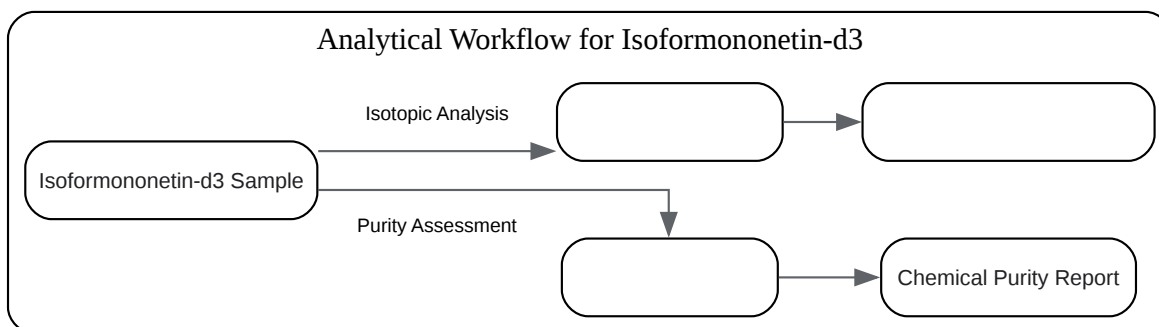 Analytical Workflow for Isoformononetin-d3
Isotopic Analysis
Isoformononetin-d3 Sample
Purity Assessment
Chemical Purity Report